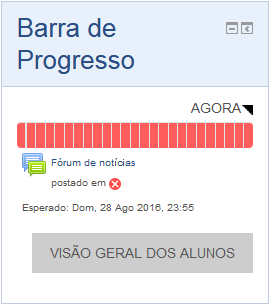 Barra de
Progresso
AGORA
Fórum de notícias
postado em
Esperado: Dom, 28 Ago 2016, 23:55
VISÃO GERAL DOS ALUNOS